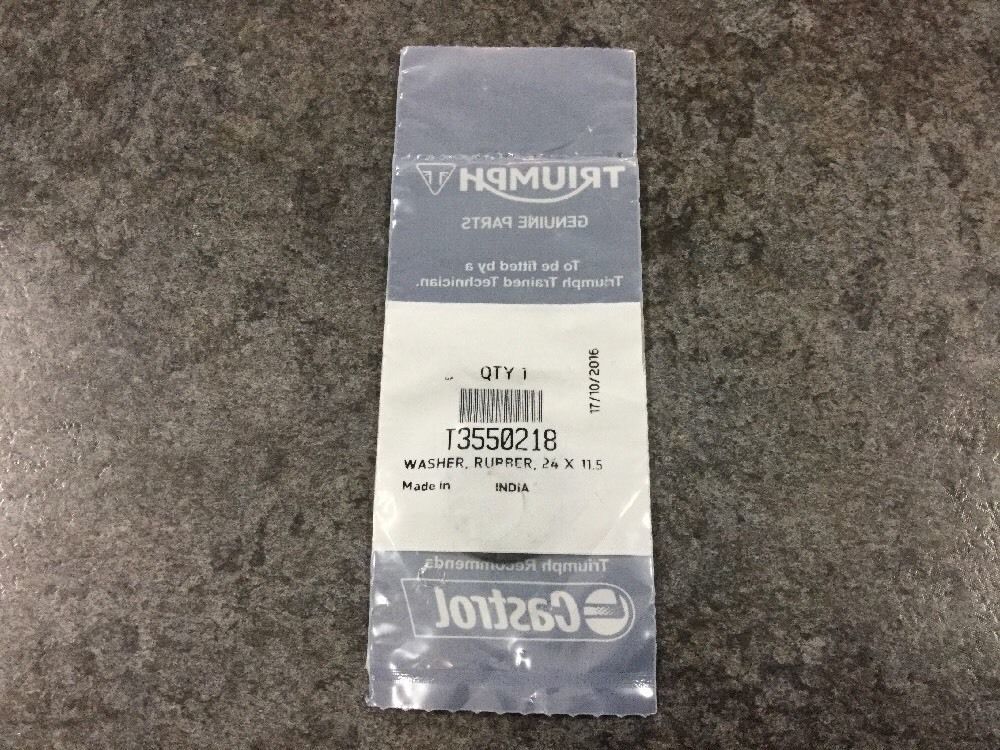 TRIUMPH
GENUINE PARTS
To be fitted by a
Triumph Trained Technician.
QTY 1
17/10/2016
T3550218
WASHER, RUBBER, 24 X 11.5
Made in INDIA
Triumph Recommends
Castrol